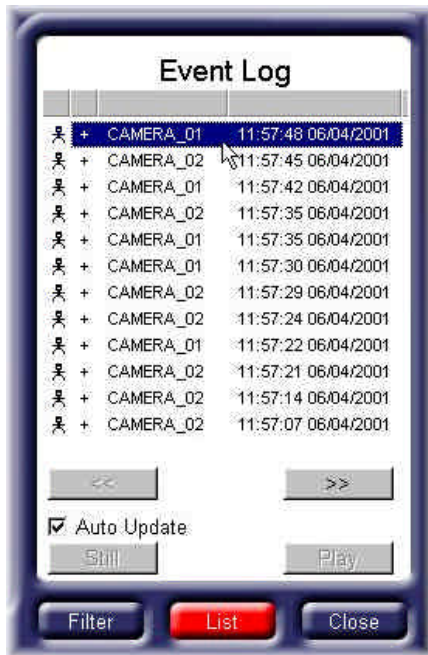 Event Log
+ CAMERA_01 11:57:48 06/04/2001
+ CAMERA_02 11:57:45 06/04/2001
+ CAMERA_01 11:57:42 06/04/2001
+ CAMERA_02 11:57:35 06/04/2001
+ CAMERA_01 11:57:35 06/04/2001
+ CAMERA_01 11:57:30 06/04/2001
+ CAMERA_02 11:57:29 06/04/2001
+ CAMERA_02 11:57:24 06/04/2001
+ CAMERA_01 11:57:22 06/04/2001
+ CAMERA_02 11:57:21 06/04/2001
+ CAMERA_02 11:57:14 06/04/2001
+ CAMERA_02 11:57:07 06/04/2001
<< >>
Auto Update
Still Play
Filter List Close